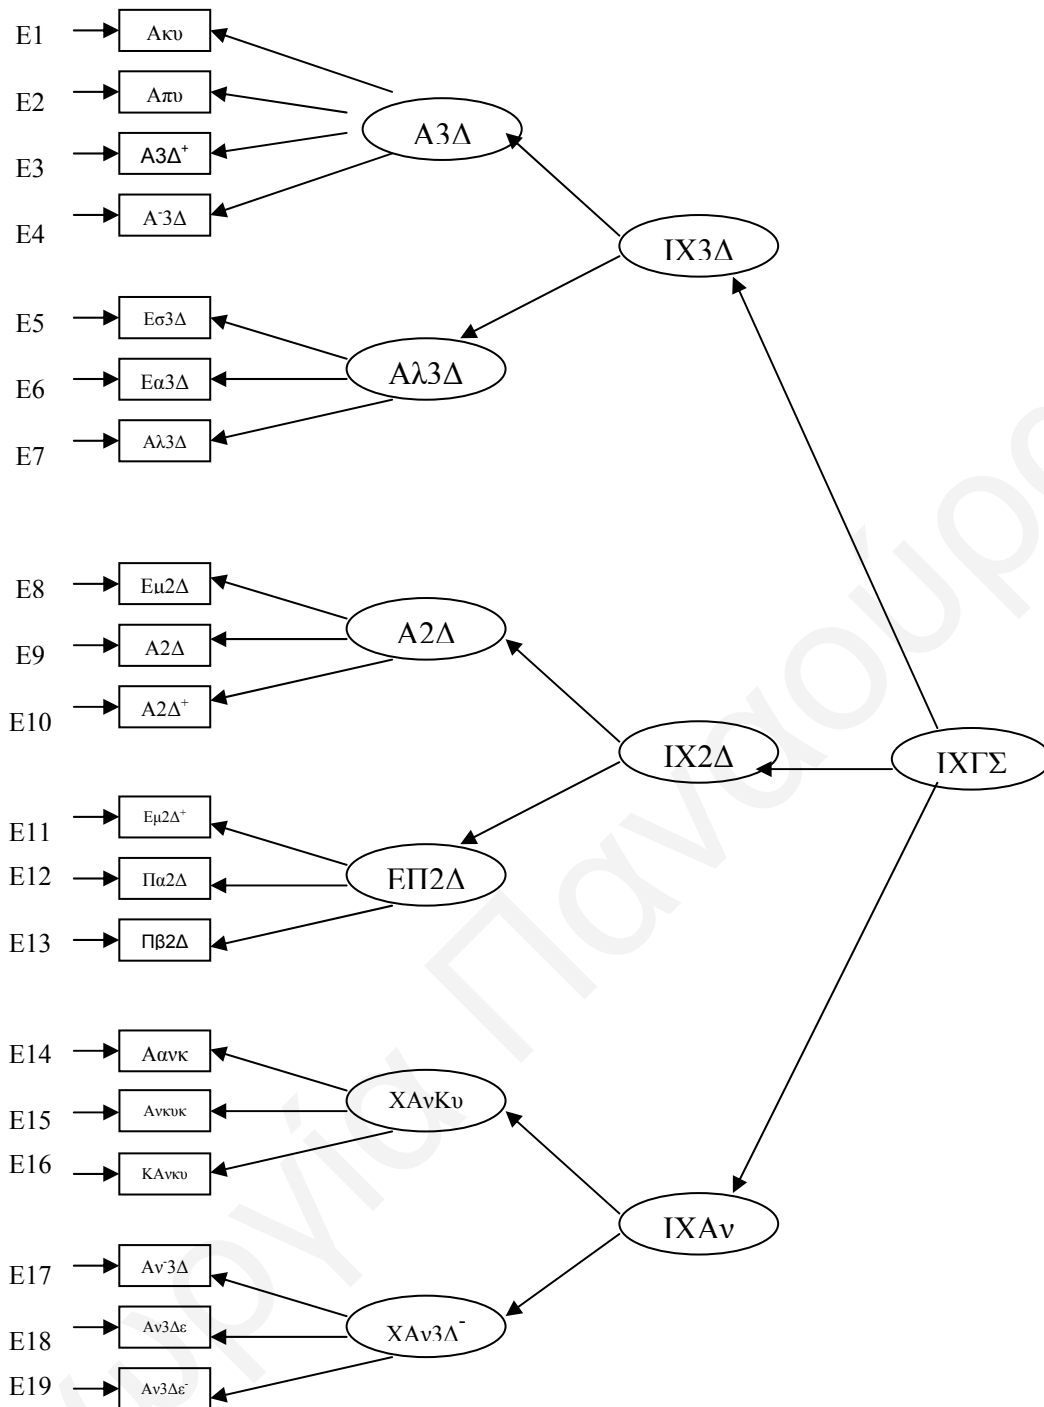 E1 Ακυ
E2 Απυ
E3 Α3Δ⁺
E4 Α⁻3Δ
Α3Δ
ΙΧ3Δ
E5 Εσ3Δ
E6 Εα3Δ
E7 Αλ3Δ
Αλ3Δ
E8 Εμ2Δ
E9 Α2Δ
E10 Α2Δ⁺
Α2Δ
ΙΧ2Δ
ΙΧΓΣ
E11 Εμ2Δ⁺
E12 Πα2Δ
E13 Πβ2Δ
ΕΠ2Δ
E14 Αανκ
E15 Ανκυκ
E16 ΚΑνκυ
ΧΑνΚυ
ΙΧΑν
E17 Αν⁻3Δ
E18 Αν3Δε
E19 Αν3Δε⁻
ΧΑν3Δ⁻